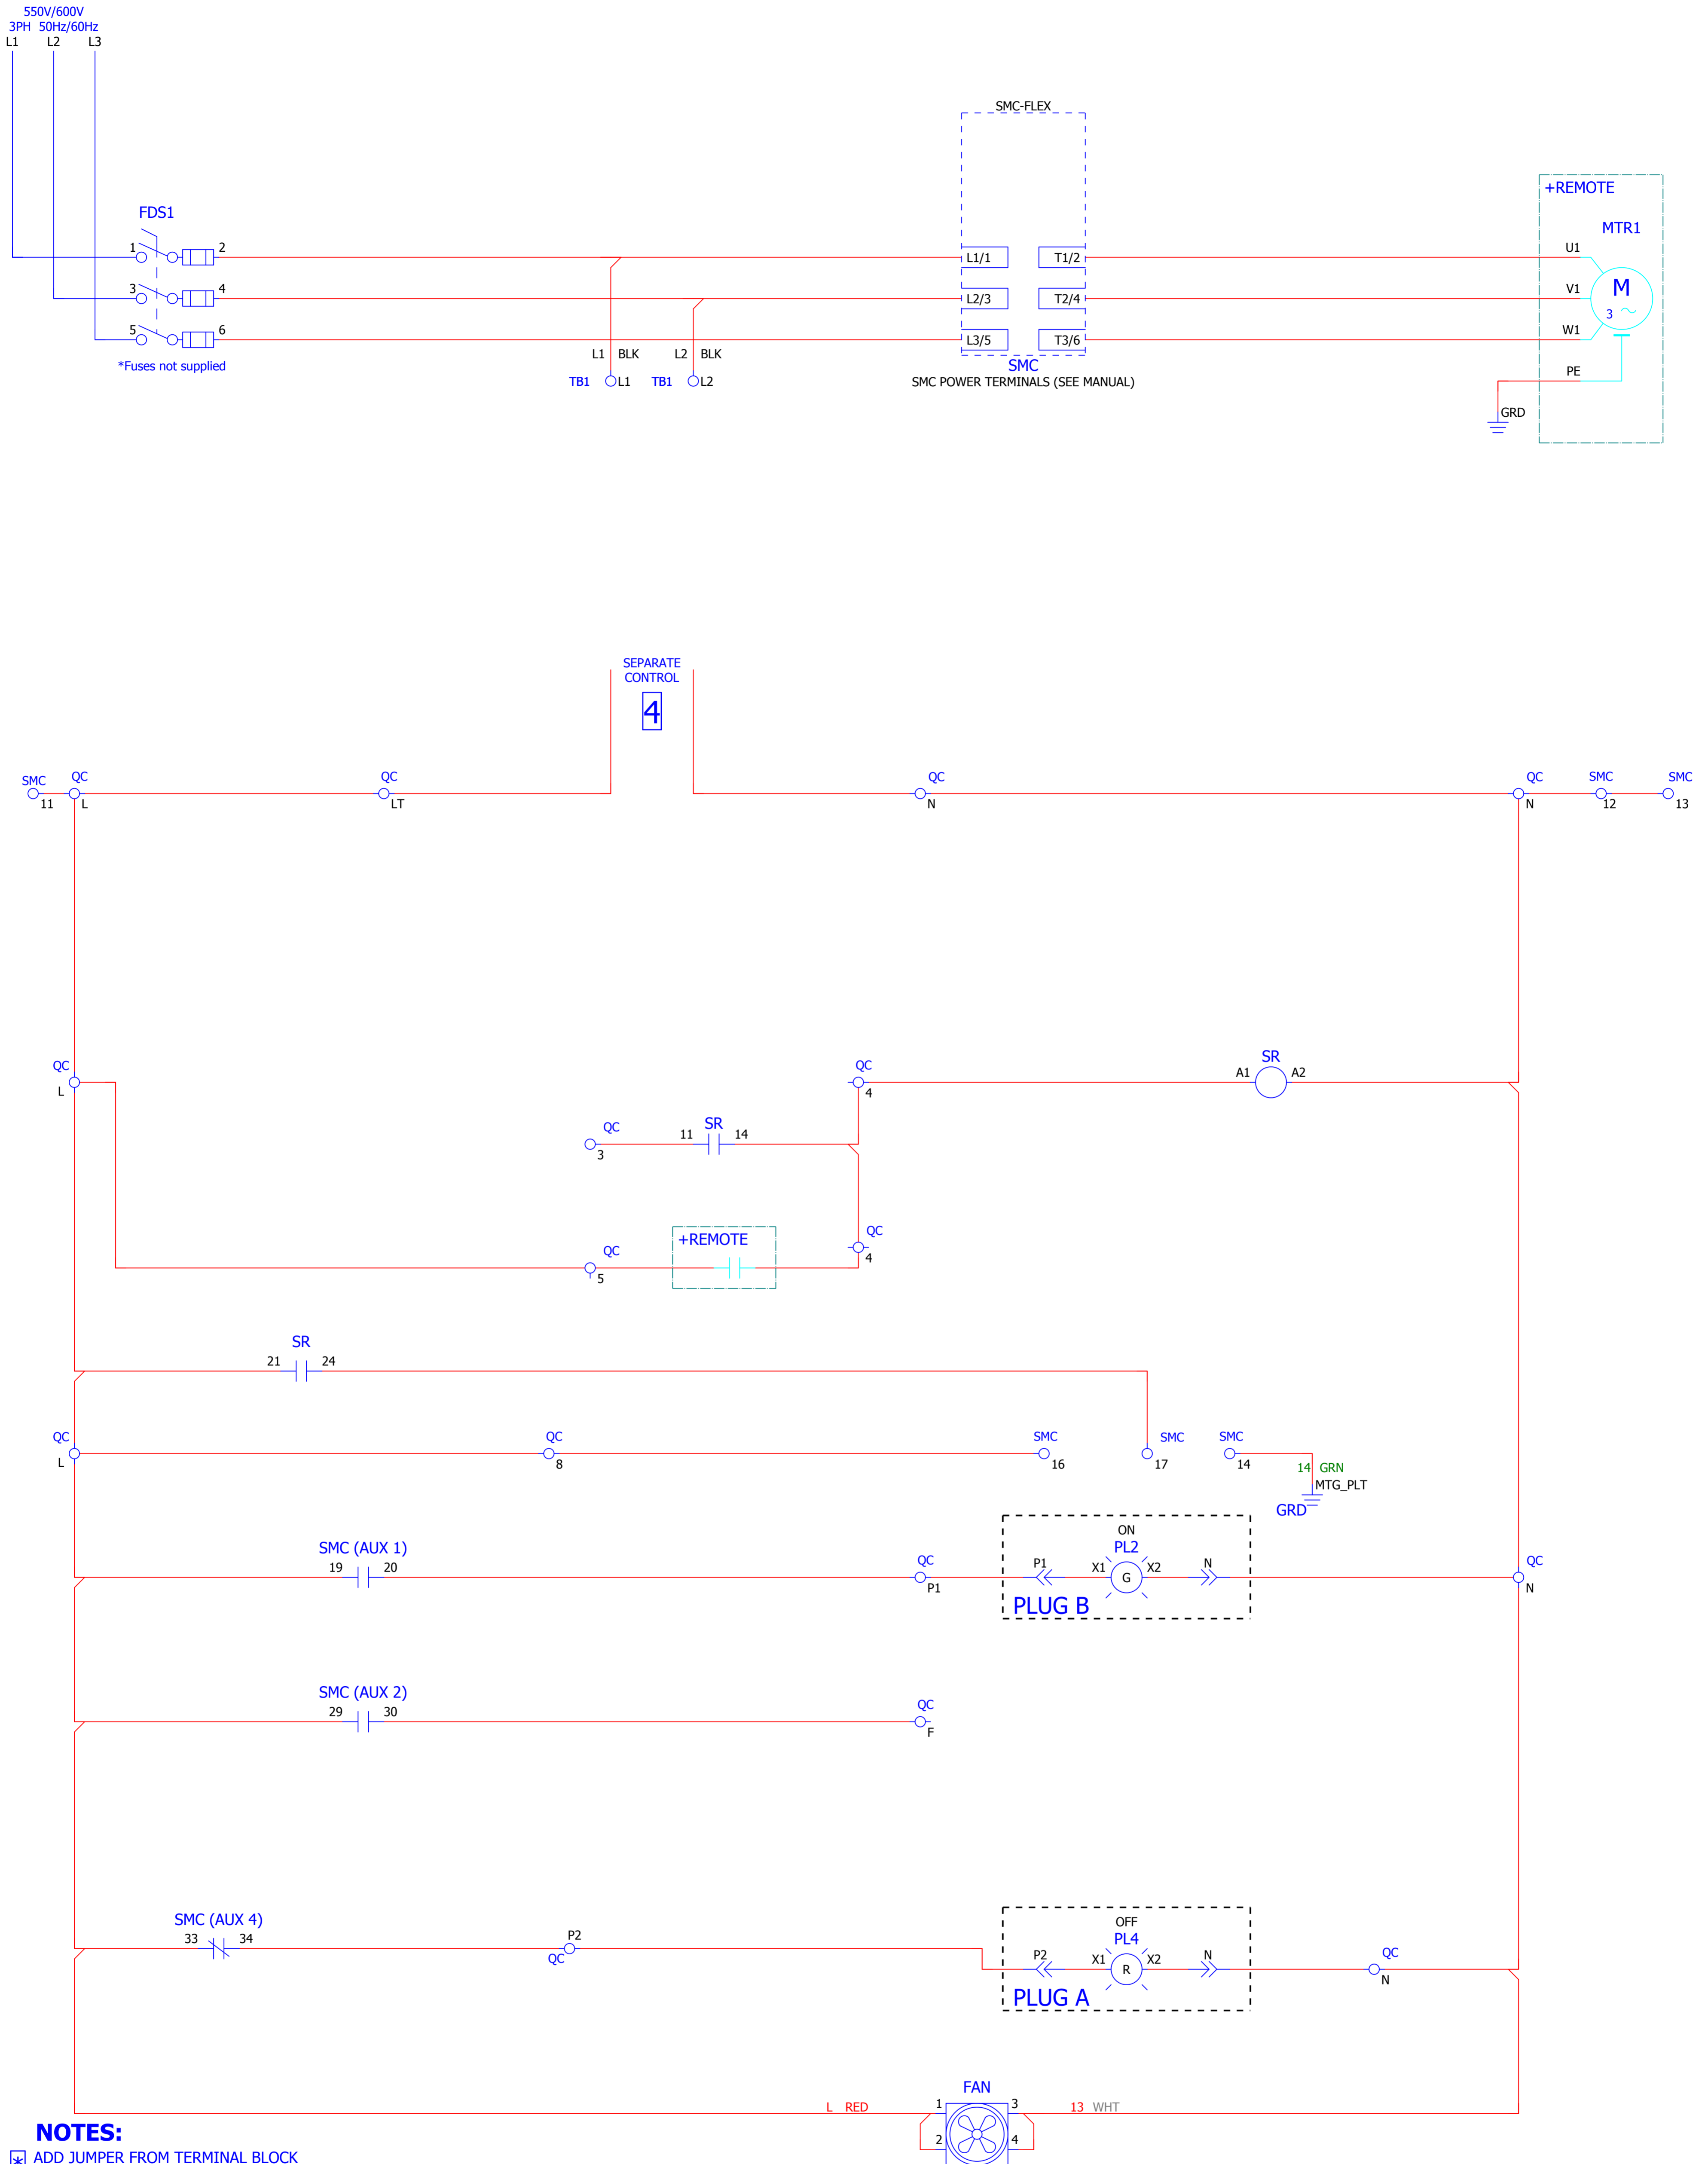 550V/600V
3PH 50Hz/60Hz
L1 L2 L3
SMC-FLEX
+REMOTE
FDS1
MTR1
1 2
L1/1 T1/2
U1
3 4
L2/3 T2/4
V1
M
3
5 6
L3/5 T3/6
W1
*Fuses not supplied
L1 BLK L2 BLK
SMC
PE
TB1 L1 TB1 L2
SMC POWER TERMINALS (SEE MANUAL)
GRD
SEPARATE
CONTROL
4
SMC QC QC QC QC SMC SMC
11 L LT N N 12 13
QC QC SR
L 4 A1 A2
QC SR
3 11 14
QC +REMOTE QC
5 4
SR
21 24
QC QC SMC SMC SMC
L 8 16 17 14
14 GRN
MTG_PLT
GRD
ON
SMC (AUX 1) PL2
19 20 QC P1 X1 G X2 N QC
P1 N
PLUG B
SMC (AUX 2)
29 30 QC
F
OFF
SMC (AUX 4) PL4
33 34 P2
QC
P2 X1 R X2 N QC
N
PLUG A
FAN
L RED 1 3 13 WHT
2 4
NOTES:
* ADD JUMPER FROM TERMINAL BLOCK